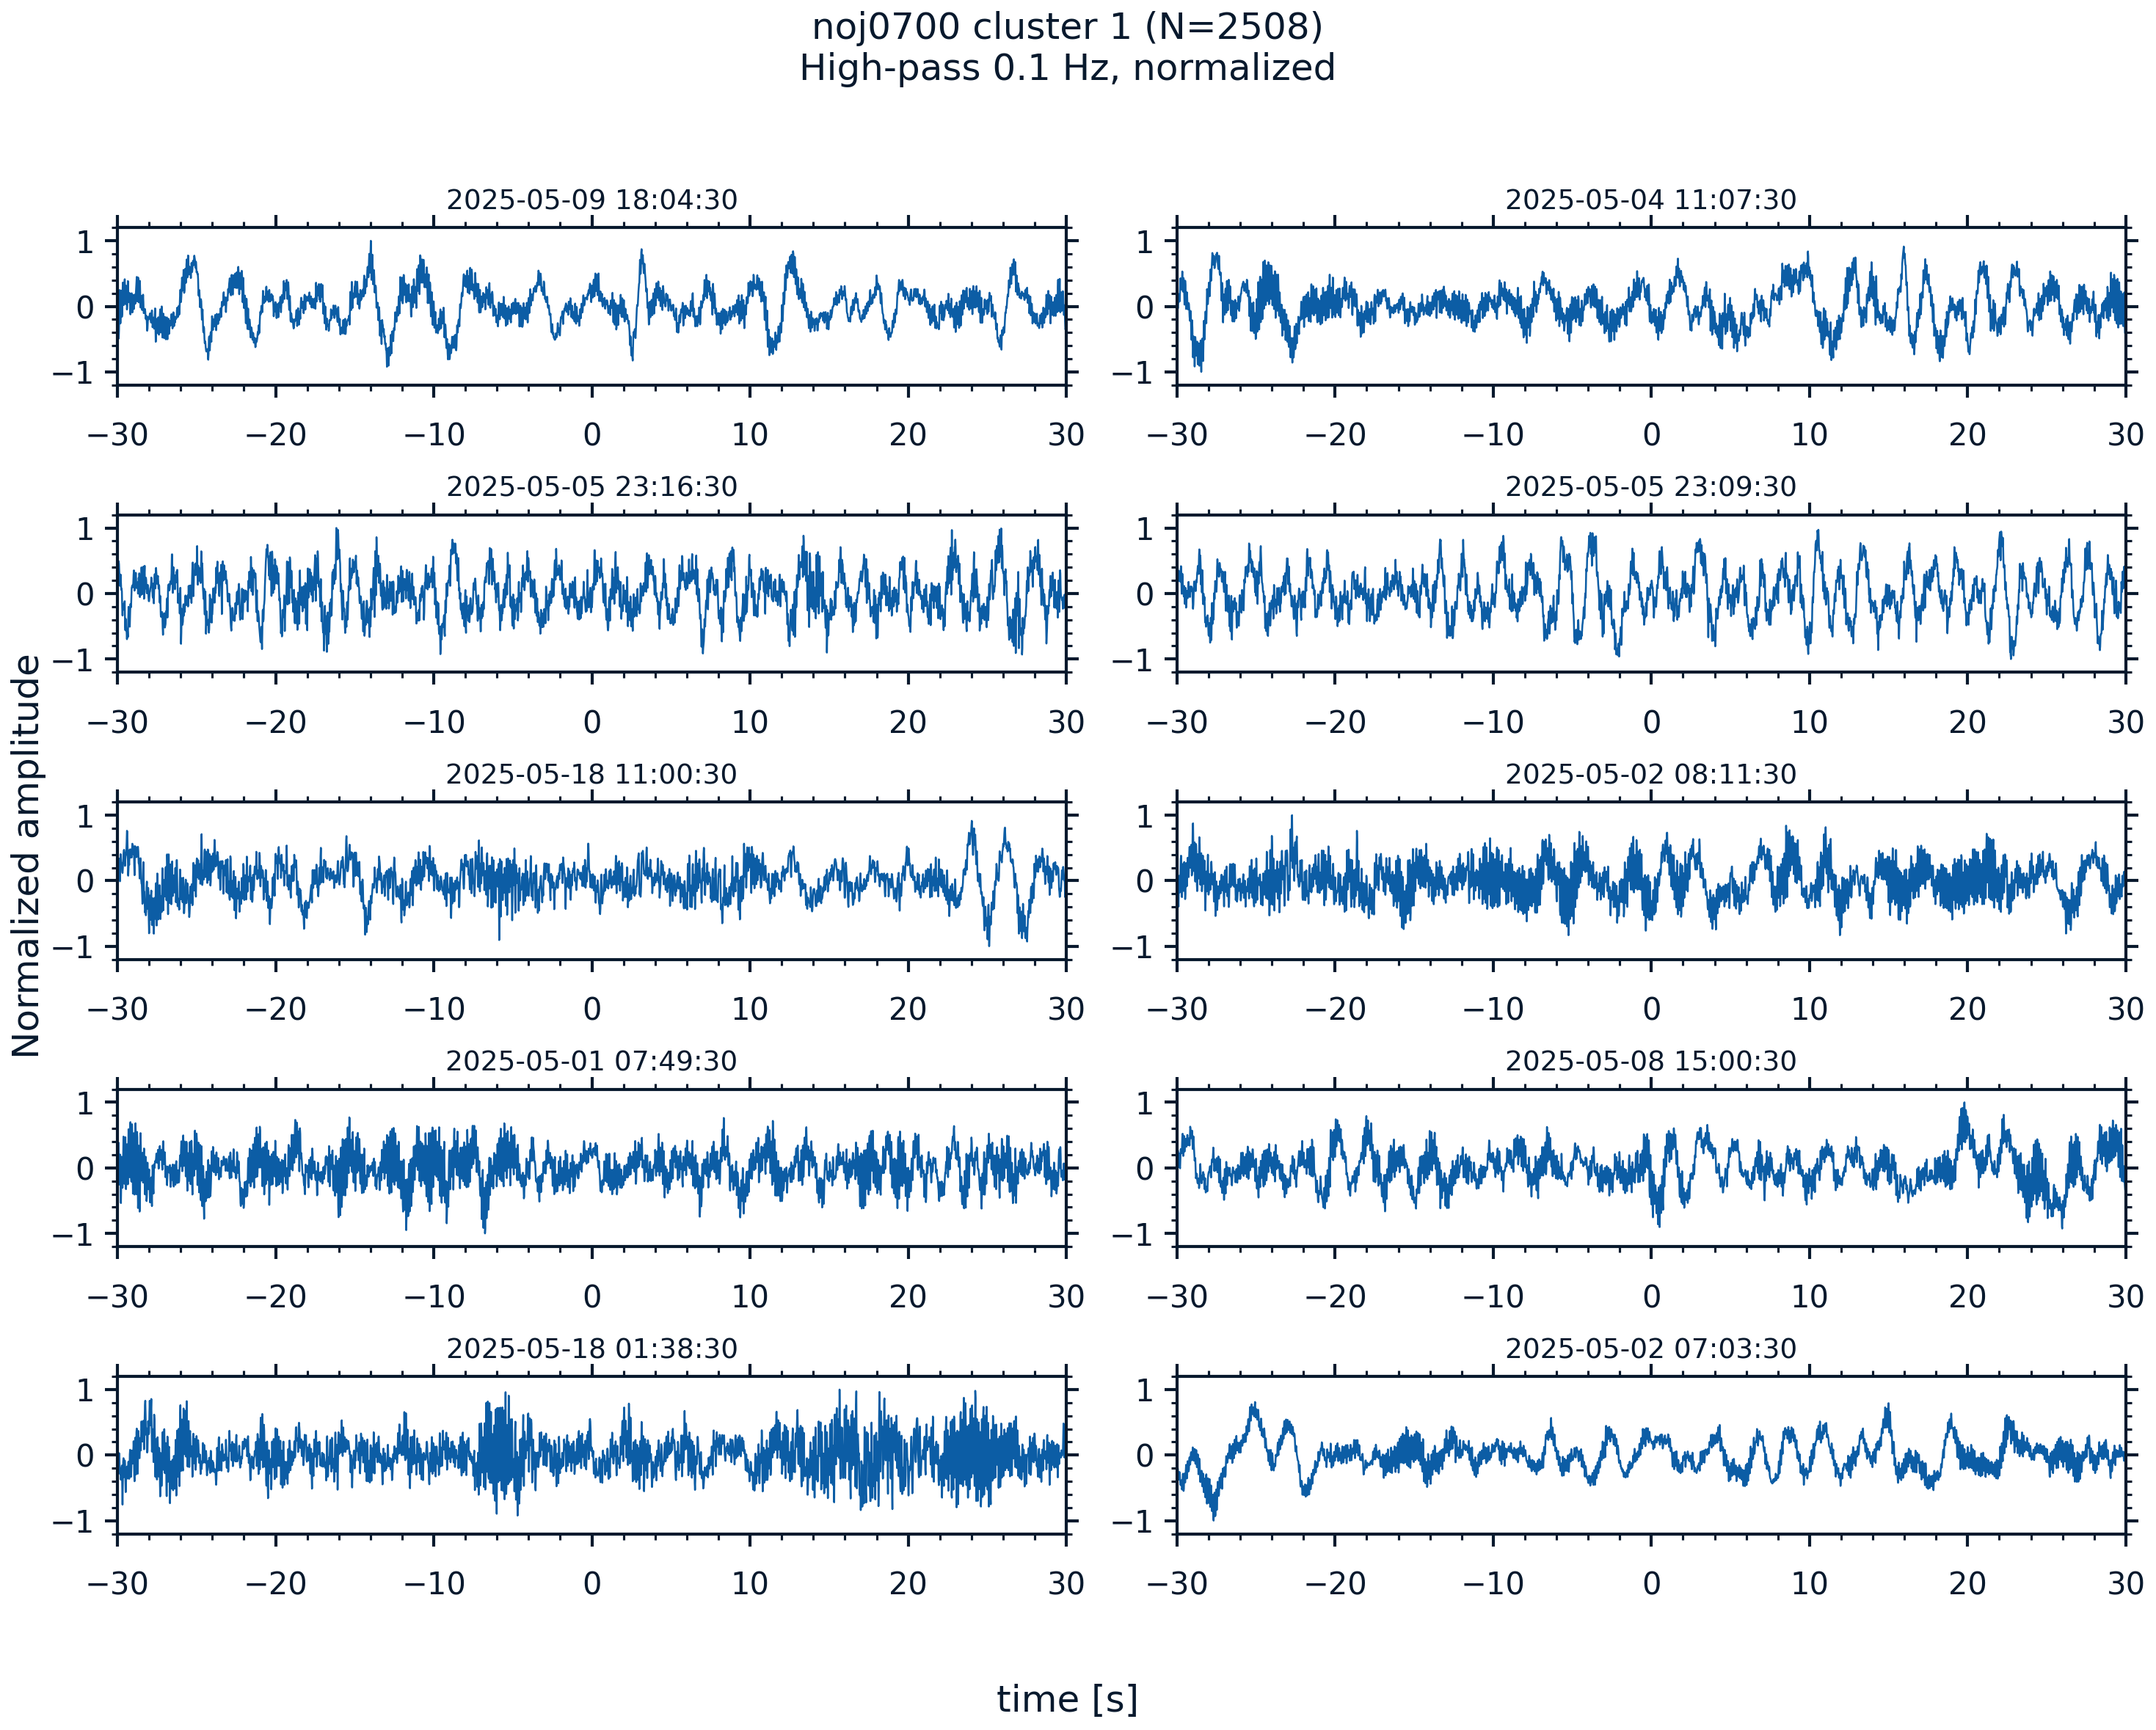 noj0700 cluster 1 (N=2508)
High-pass 0.1 Hz, normalized
2025-05-09 18:04:30
1
0
−1
−30 −20 −10 0 10 20 30
2025-05-04 11:07:30
1
0
−1
−30 −20 −10 0 10 20 30
2025-05-05 23:16:30
1
0
−1
−30 −20 −10 0 10 20 30
2025-05-05 23:09:30
1
0
−1
−30 −20 −10 0 10 20 30
2025-05-18 11:00:30
1
0
−1
−30 −20 −10 0 10 20 30
2025-05-02 08:11:30
1
0
−1
−30 −20 −10 0 10 20 30
2025-05-01 07:49:30
1
0
−1
−30 −20 −10 0 10 20 30
2025-05-08 15:00:30
1
0
−1
−30 −20 −10 0 10 20 30
2025-05-18 01:38:30
1
0
−1
−30 −20 −10 0 10 20 30
2025-05-02 07:03:30
1
0
−1
−30 −20 −10 0 10 20 30
Normalized amplitude
time [s]